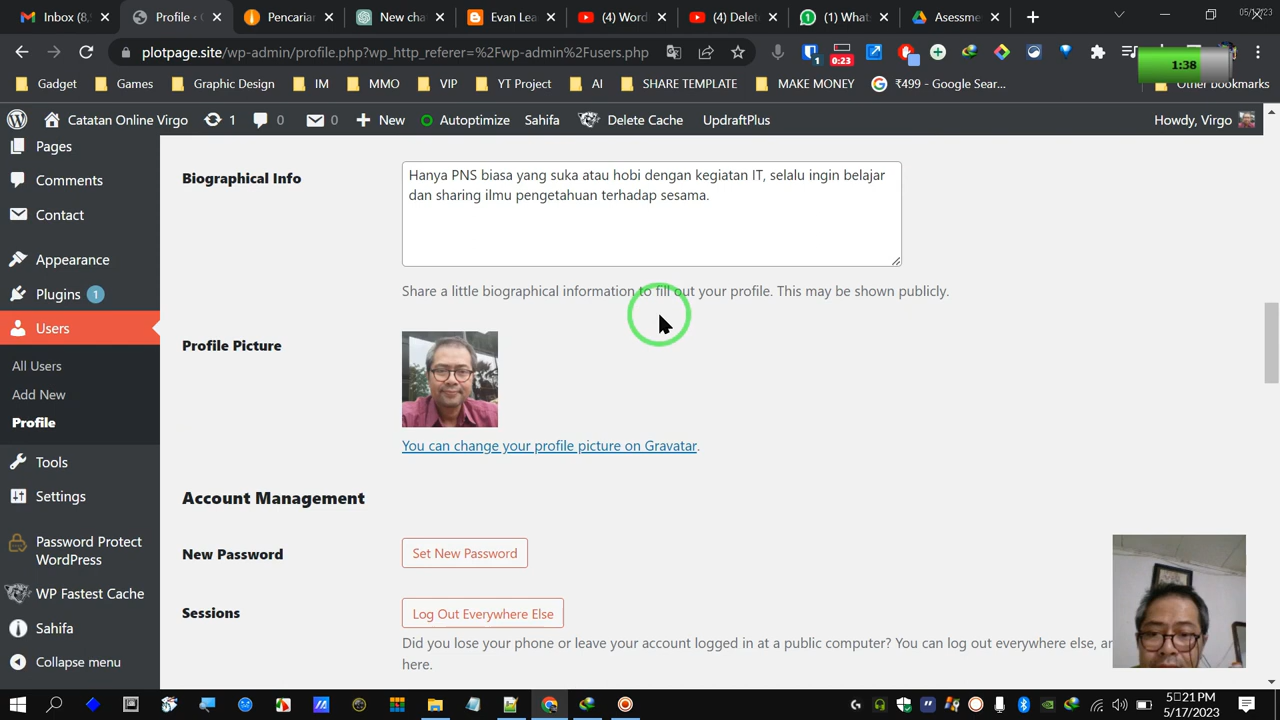 Inbox (8,
Profile ‹
Pencarian
New cha
Evan Lea
(4) Word
(4) Delet
(1) Whats
Asesme
plotpage.site/wp-admin/profile.php?wp_http_referer=%2Fwp-admin%2Fusers.php
1
0:23
1:38
Gadget
Games
Graphic Design
IM
MMO
VIP
YT Project
AI
SHARE TEMPLATE
MAKE MONEY
₹499 - Google Sear...
Other bookmarks
Catatan Online Virgo
1
0
New
Autoptimize
Sahifa
Delete Cache
UpdraftPlus
Howdy, Virgo
Pages
Comments
Contact
Appearance
Plugins 1
Users
All Users
Add New
Profile
Tools
Settings
Password Protect
WordPress
WP Fastest Cache
Sahifa
Collapse menu
Biographical Info
Hanya PNS biasa yang suka atau hobi dengan kegiatan IT, selalu ingin belajar
dan sharing ilmu pengetahuan terhadap sesama.
Share a little biographical information to fill out your profile. This may be shown publicly.
Profile Picture
You can change your profile picture on Gravatar.
Account Management
New Password
Set New Password
Sessions
Log Out Everywhere Else
Did you lose your phone or leave your account logged in at a public computer? You can log out everywhere else, an
here.
5:21 PM
5/17/2023